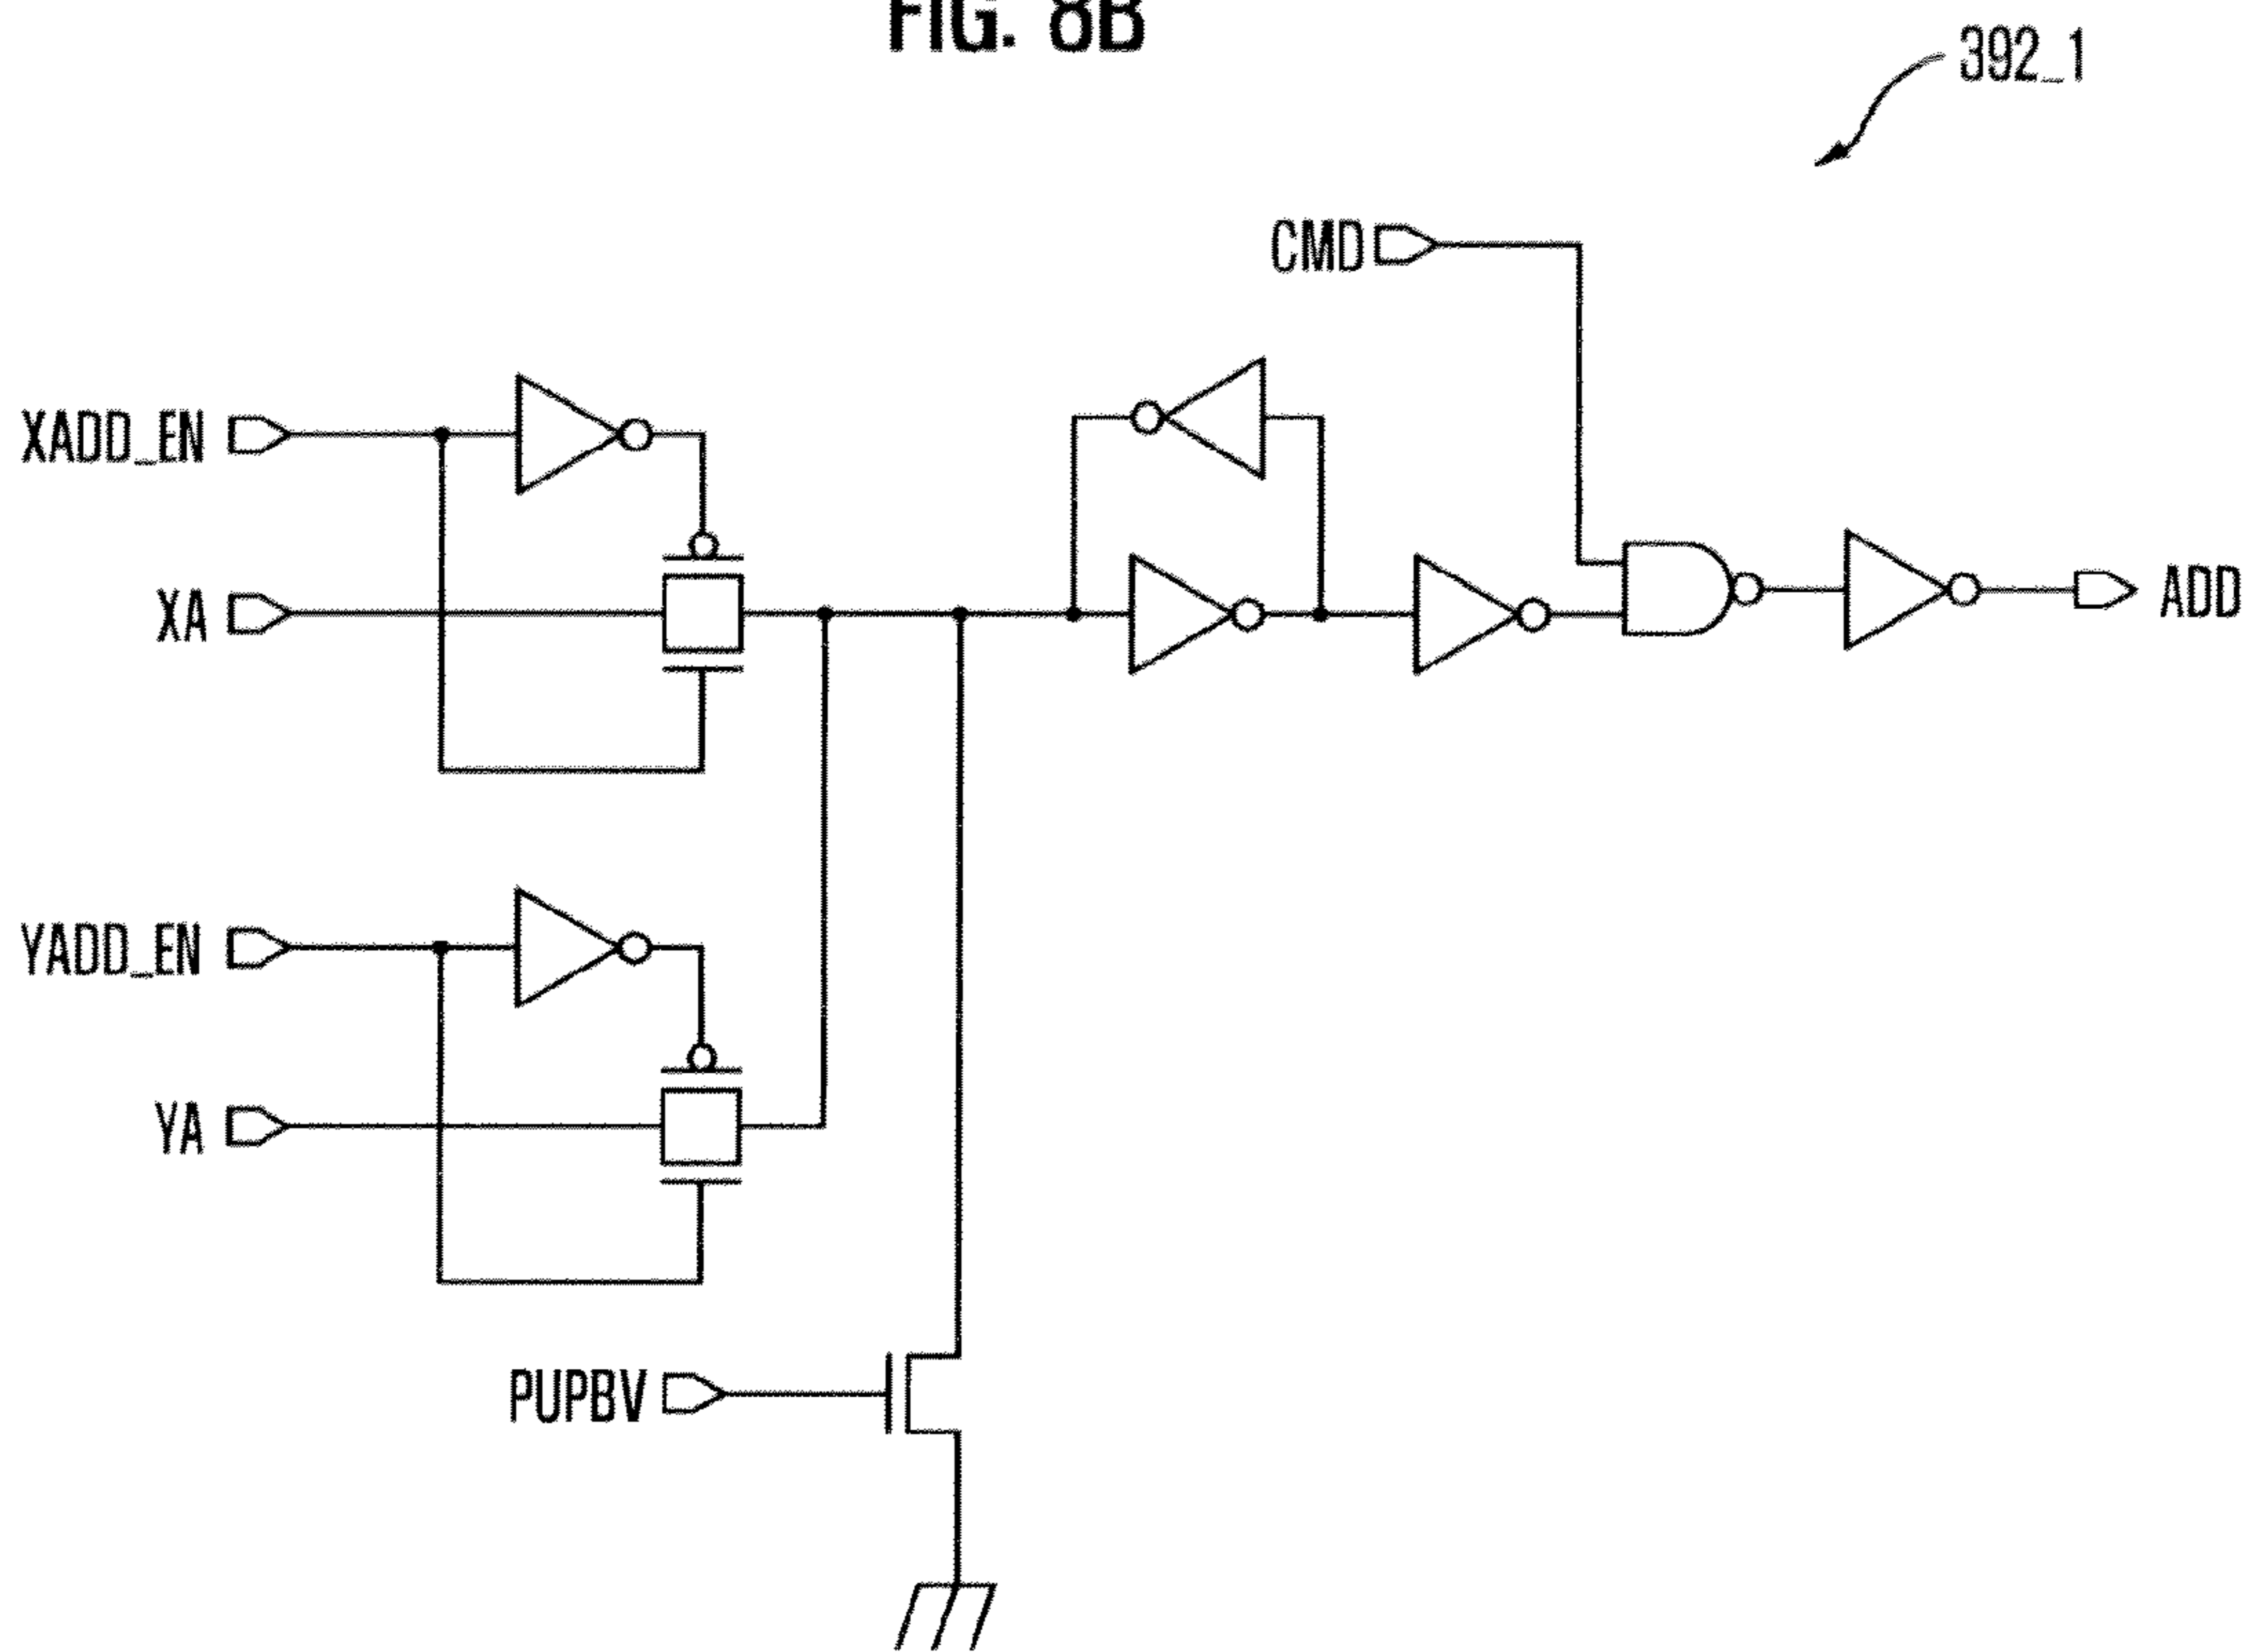 FIG. 8B
392_1
CMD
XADD_EN
XA
ADD
YADD_EN
YA
PUPBV